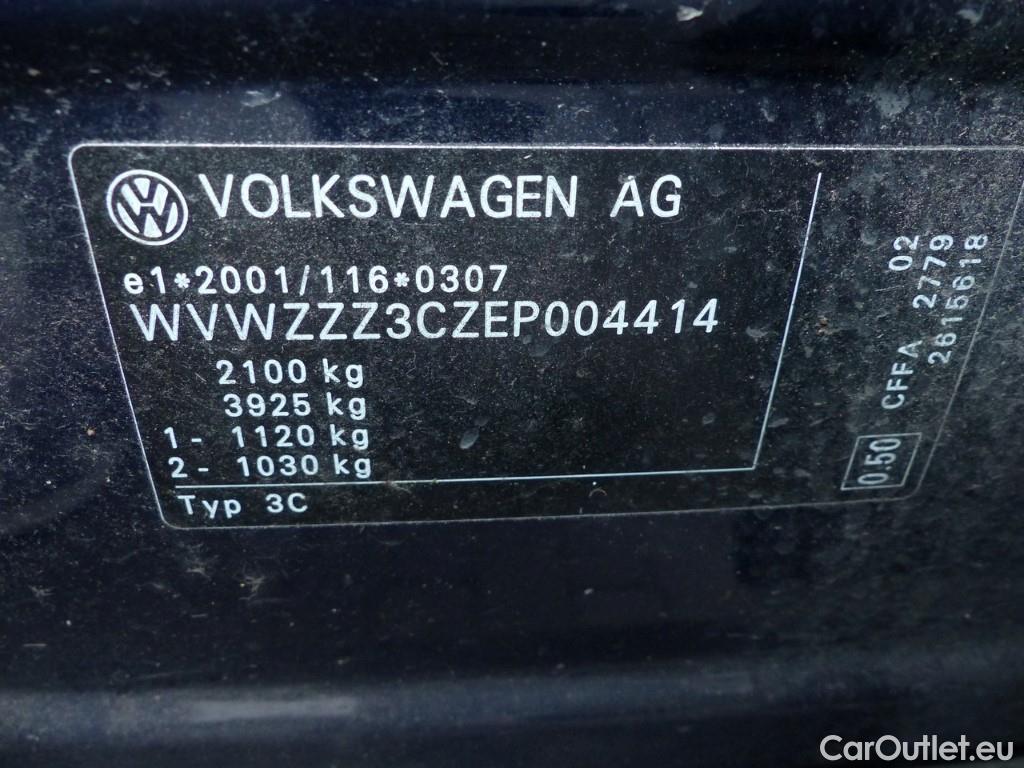 VOLKSWAGEN AG
e1*2001/116*0307
WVWZZZ3CZEP004414
2100 kg
3925 kg
1- 1120 kg
2- 1030 kg
Typ 3C
0.50 CFFA 02
2779
2615618
CarOutlet.eu